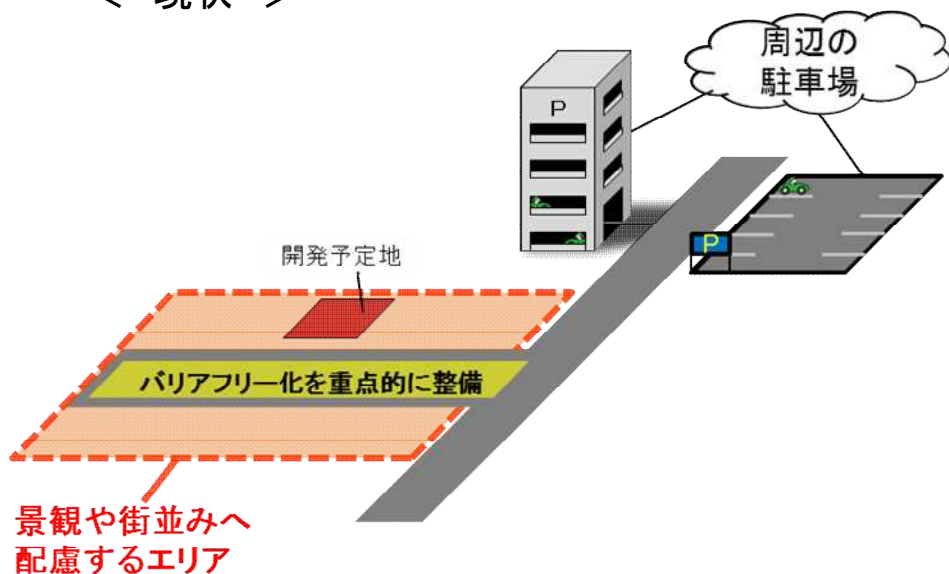 ＜ 現状 ＞
周辺の
駐車場
P
P
開発予定地
バリアフリー化を重点的に整備
景観や街並みへ
配慮するエリア